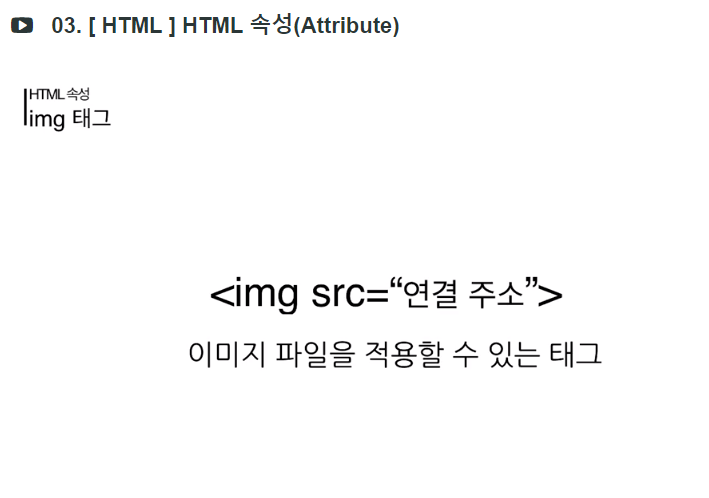 03. [ HTML ] HTML 속성(Attribute)
HTML 속성
img 태그
<img src=“연결 주소”>
이미지 파일을 적용할 수 있는 태그